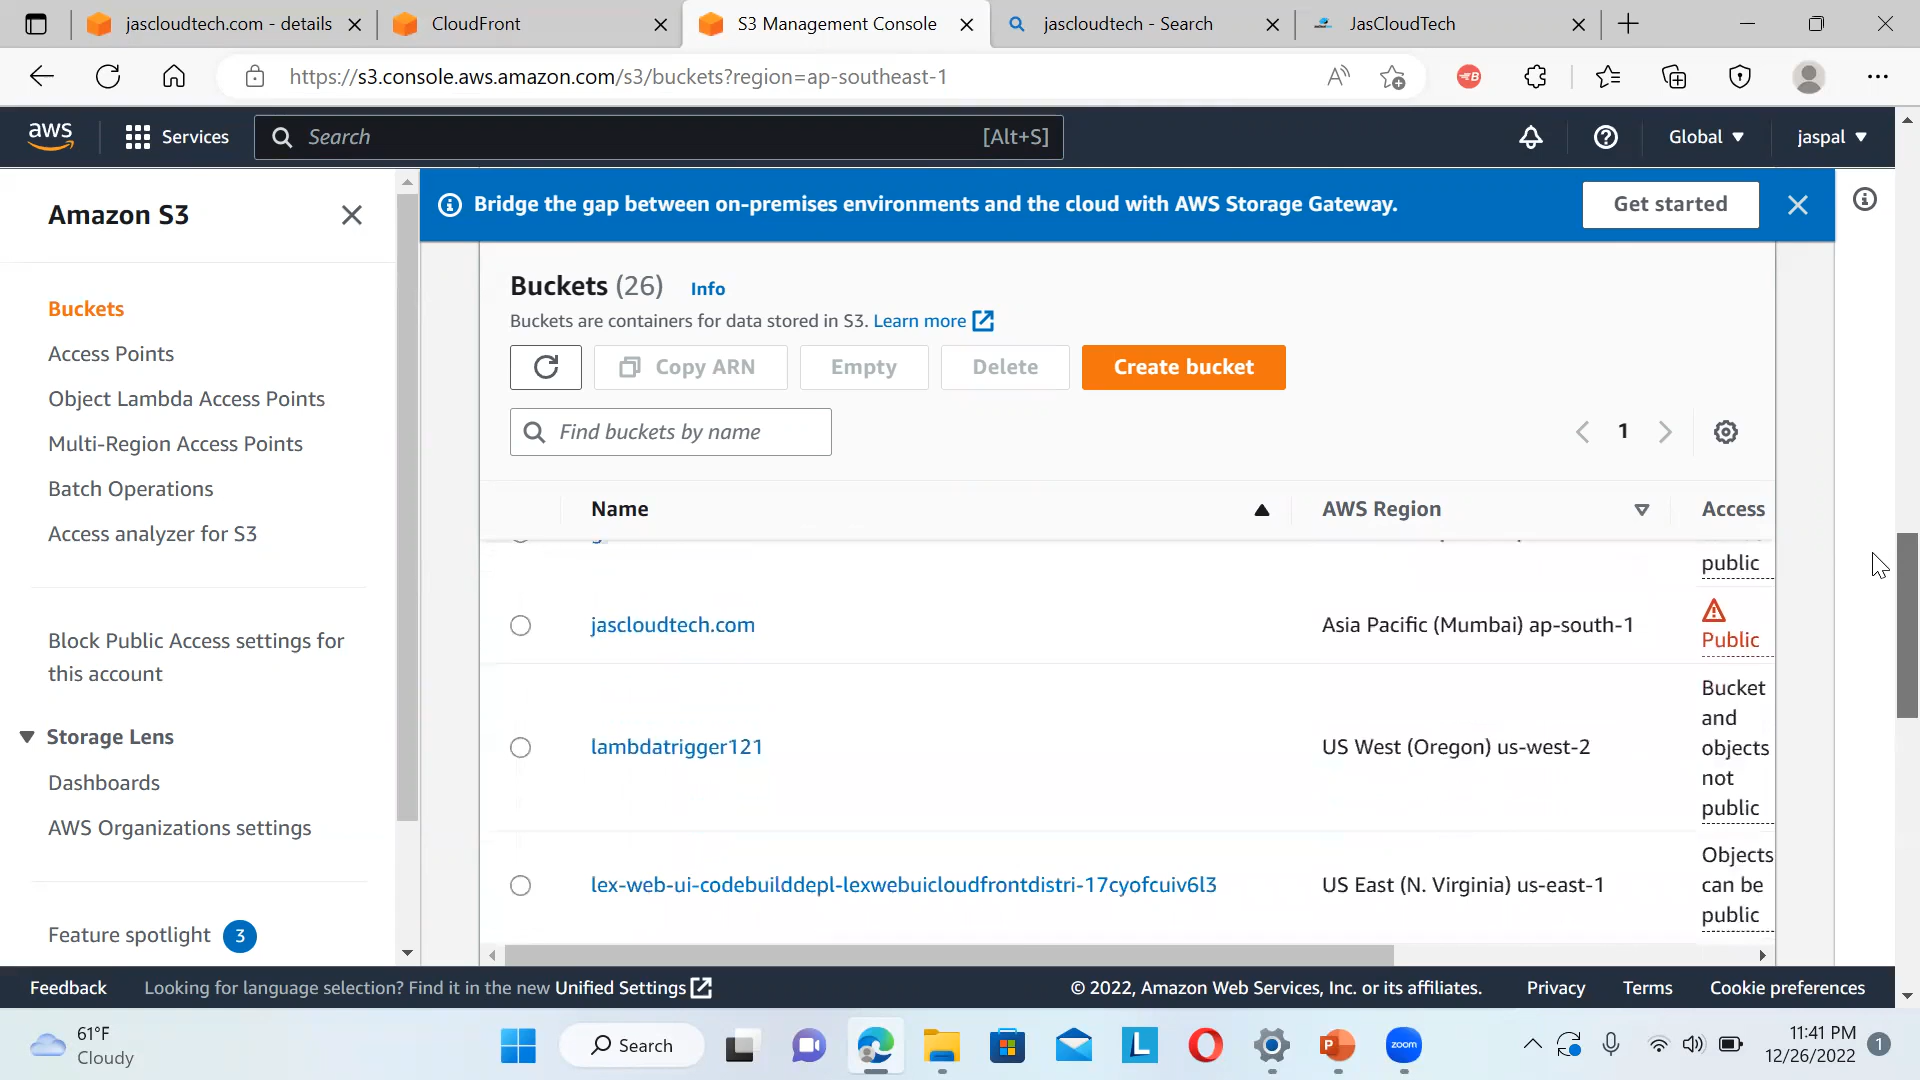 jascloudtech.com - details
CloudFront
S3 Management Console
jascloudtech - Search
JasCloudTech
https://s3.console.aws.amazon.com/s3/buckets?region=ap-southeast-1
aws
Services
Search
[Alt+S]
Global
jaspal
Amazon S3
Buckets
Access Points
Object Lambda Access Points
Multi-Region Access Points
Batch Operations
Access analyzer for S3
Block Public Access settings for
this account
Storage Lens
Dashboards
AWS Organizations settings
Feature spotlight 3
Bridge the gap between on-premises environments and the cloud with AWS Storage Gateway.
Get started
Buckets (26) Info
Buckets are containers for data stored in S3. Learn more
Copy ARN
Empty
Delete
Create bucket
Find buckets by name
1
Name
AWS Region
Access
public
jascloudtech.com
Asia Pacific (Mumbai) ap-south-1
Public
lambdatrigger121
US West (Oregon) us-west-2
Bucket
and
objects
not
public
lex-web-ui-codebuilddepl-lexwebuicloudfrontdistri-17cyofcuiv6l3
US East (N. Virginia) us-east-1
Objects
can be
public
Feedback
Looking for language selection? Find it in the new Unified Settings
© 2022, Amazon Web Services, Inc. or its affiliates.
Privacy
Terms
Cookie preferences
61°F
Cloudy
Search
L
zoom
11:41 PM
12/26/2022
1